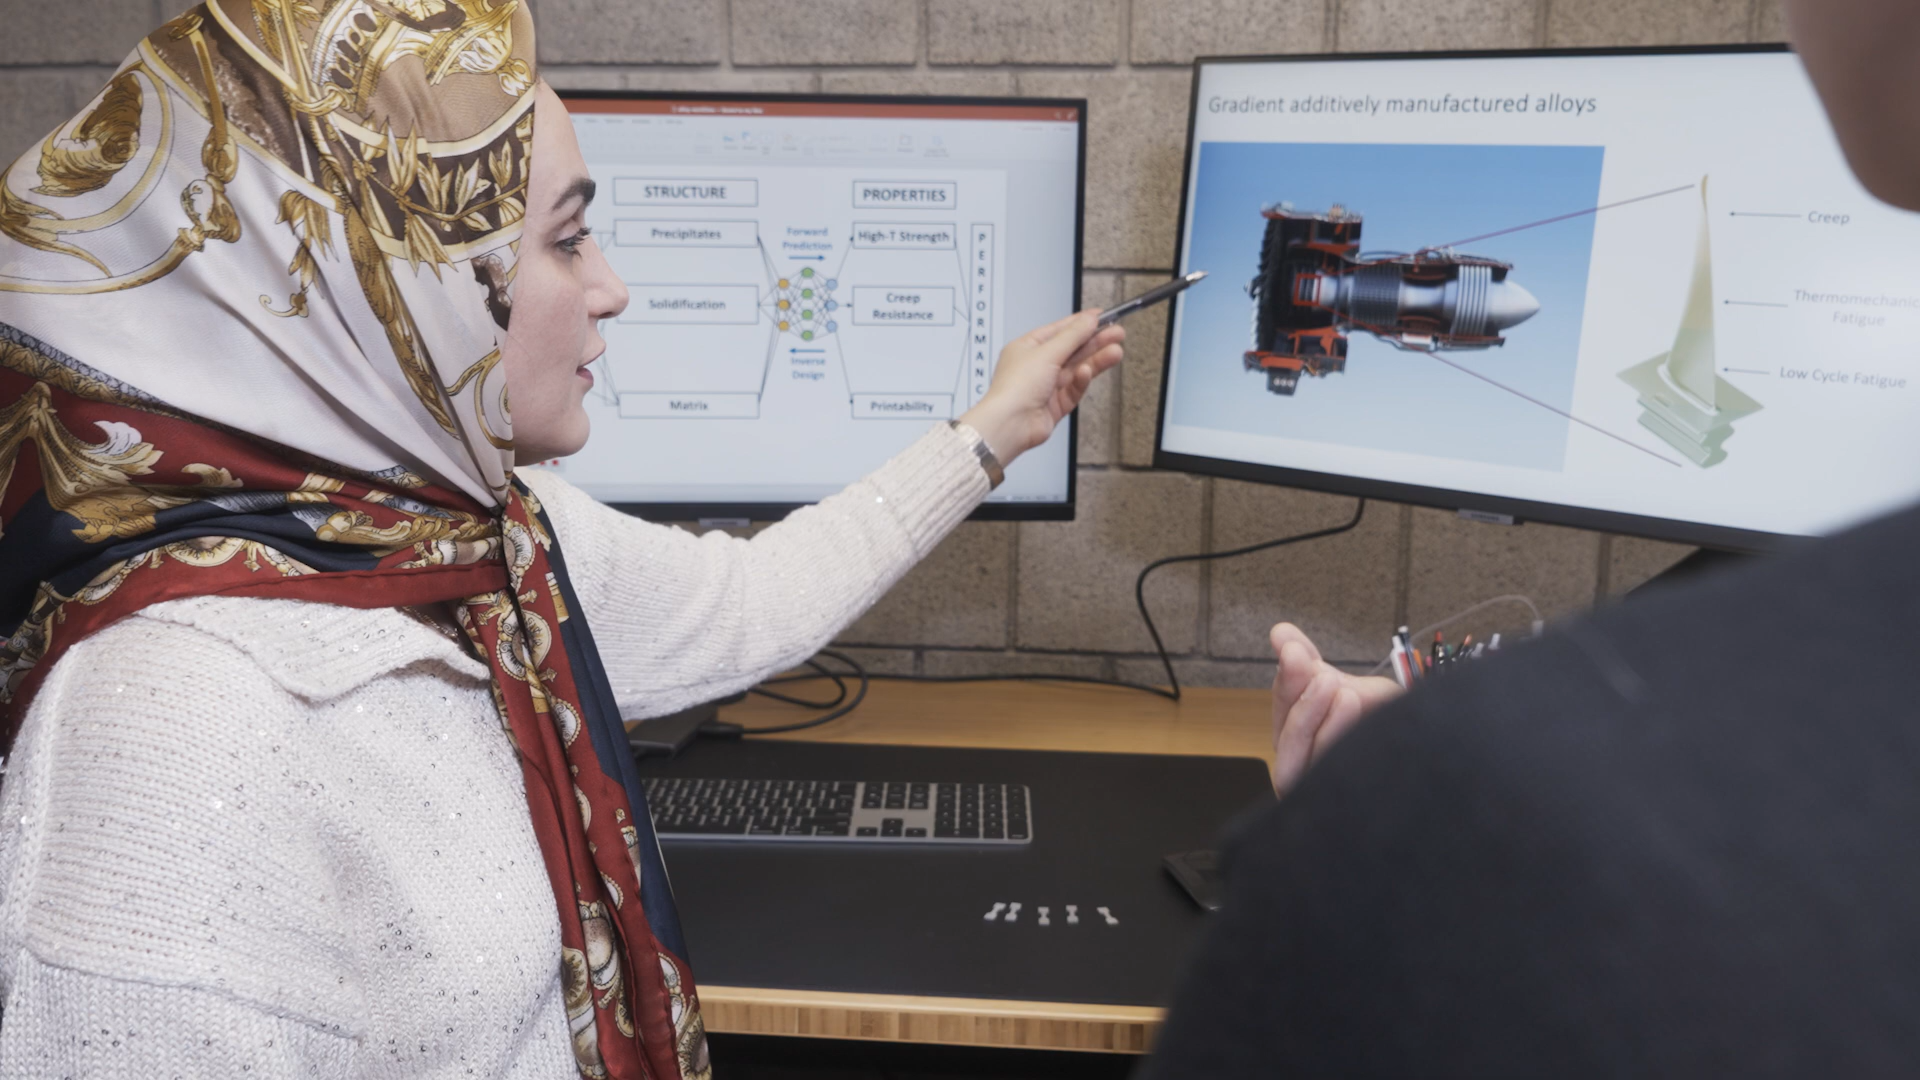 STRUCTURE
Precipitates
Solidification
Matrix
Forward
Prediction
Inverse
Design
PROPERTIES
High-T Strength
Creep
Resistance
Printability
PERFORMANC
Gradient additively manufactured alloys
Creep
Thermomechanic
Fatigue
Low Cycle Fatigue